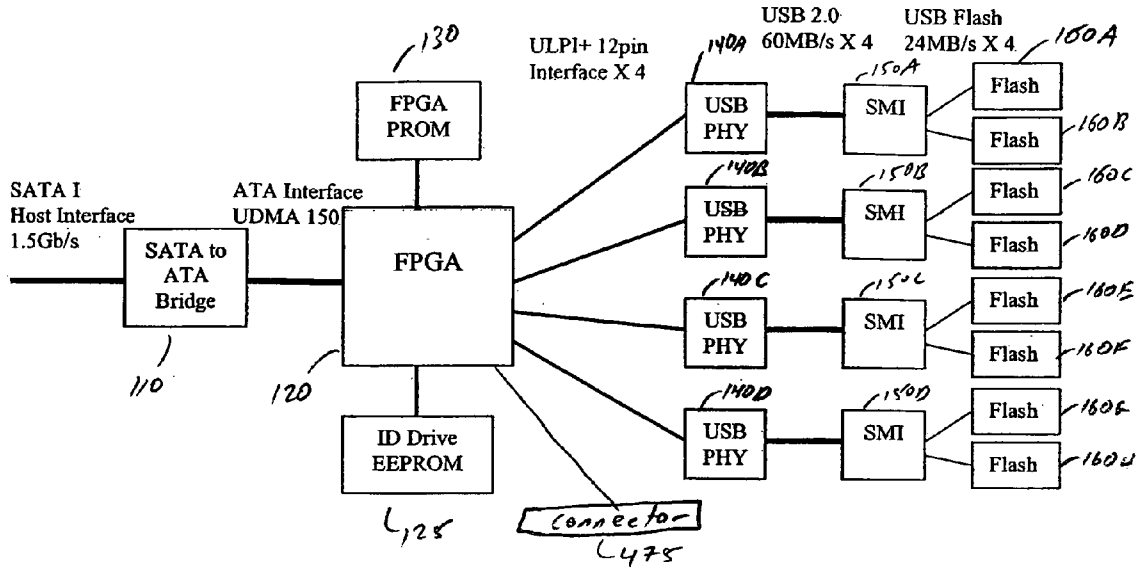 130
ULPI+ 12pin
Interface X 4
140A
USB 2.0
60MB/s X 4
USB Flash
24MB/s X 4
160A
FPGA
PROM
USB
PHY
150A
SMI
Flash
Flash
160B
SATA I
Host Interface
1.5Gb/s
ATA Interface
UDMA 150
140B
USB
PHY
150B
SMI
Flash
160C
Flash
160D
SATA to
ATA
Bridge
FPGA
140C
USB
PHY
150C
SMI
Flash
160E
Flash
160F
110
120
140D
USB
PHY
150D
SMI
Flash
160G
Flash
160H
ID Drive
EEPROM
125
Connector
475